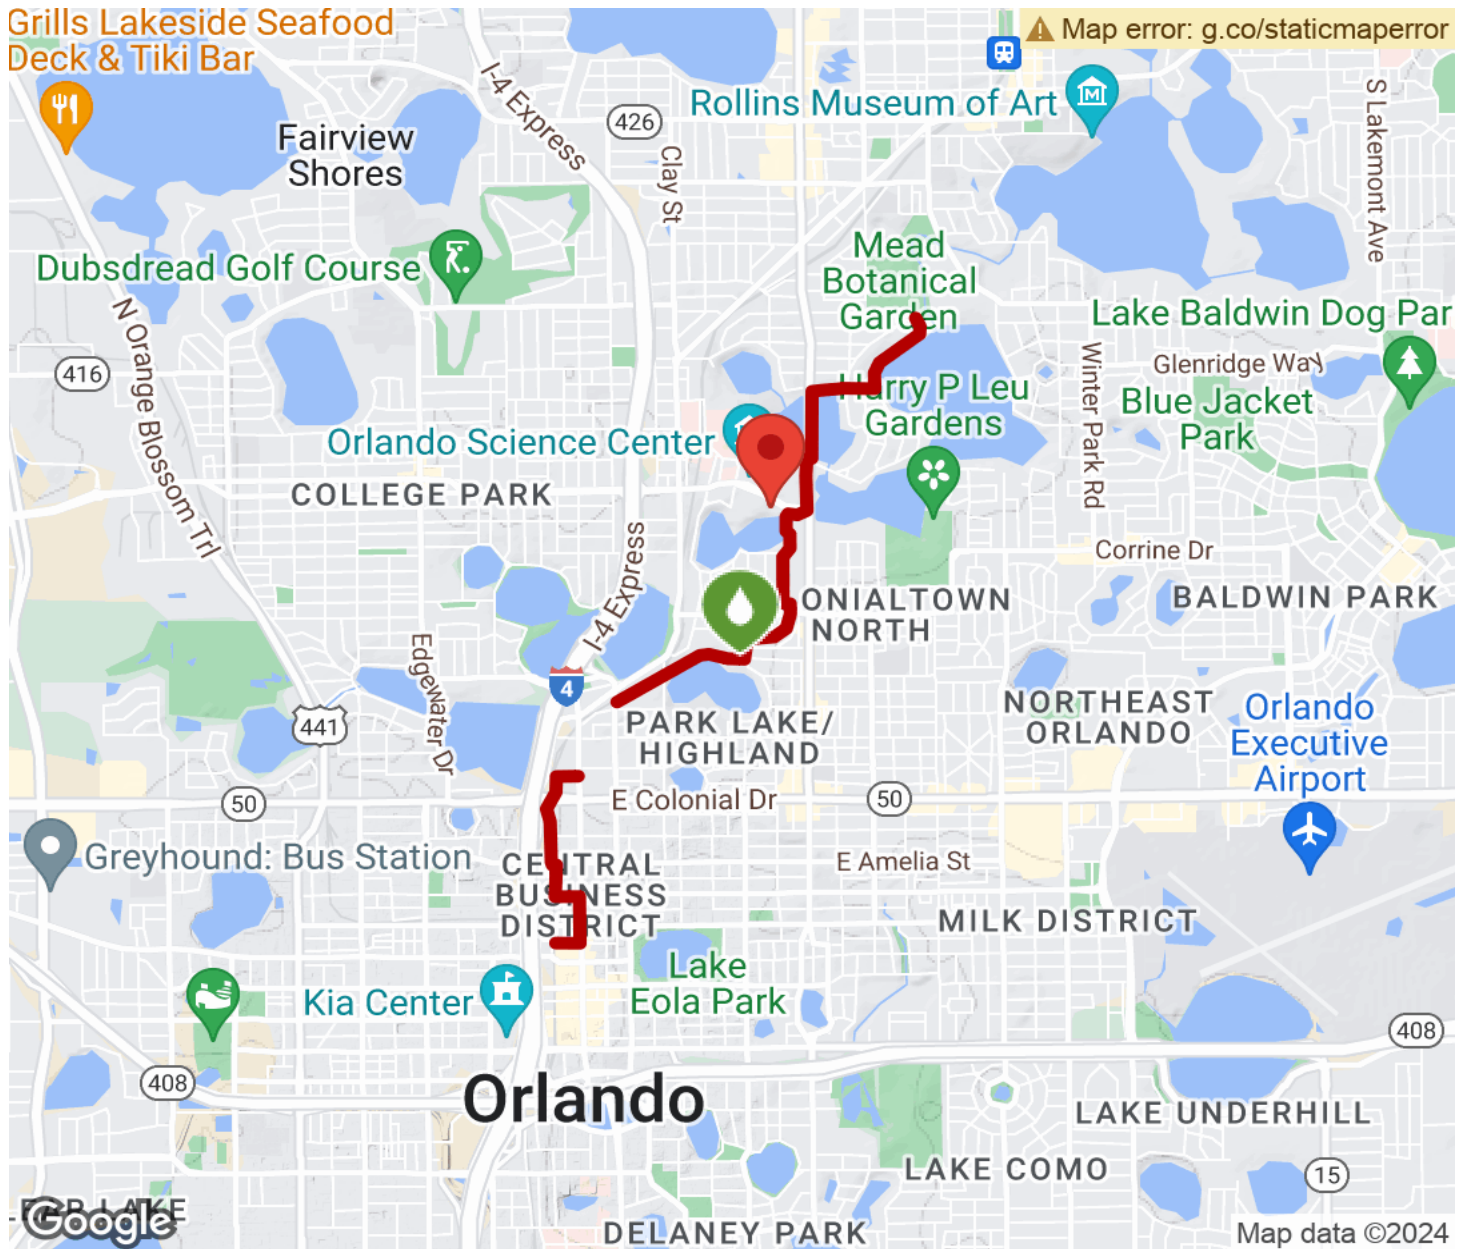 Grills Lakeside Seafood
Deck & Tiki Bar
Map error: g.co/staticmaperror
I-4 Express
426
Rollins Museum of Art
M
S Lakemont Ave
Fairview
Shores
Clay St
Mead
Botanical
Garden
Dubsdread Golf Course
N Orange Blossom Trl
Lake Baldwin Dog Par
416
Winter Park Rd
Glenridge Way
Harry P Leu
Gardens
Blue Jacket
Park
Orlando Science Center
COLLEGE PARK
I-4 Express
Corrine Dr
ONIALTOWN
NORTH
BALDWIN PARK
Edgewater Dr
4
441
PARK LAKE/
HIGHLAND
NORTHEAST
ORLANDO
Orlando
Executive
Airport
50
E Colonial Dr
50
Greyhound: Bus Station
CENTRAL
BUSINESS
DISTRICT
E Amelia St
MILK DISTRICT
Lake
Eola Park
Kia Center
408
408
Orlando
LAKE UNDERHILL
LAKE COMO
15
LAKE
Google
DELANEY PARK
Map data ©2024